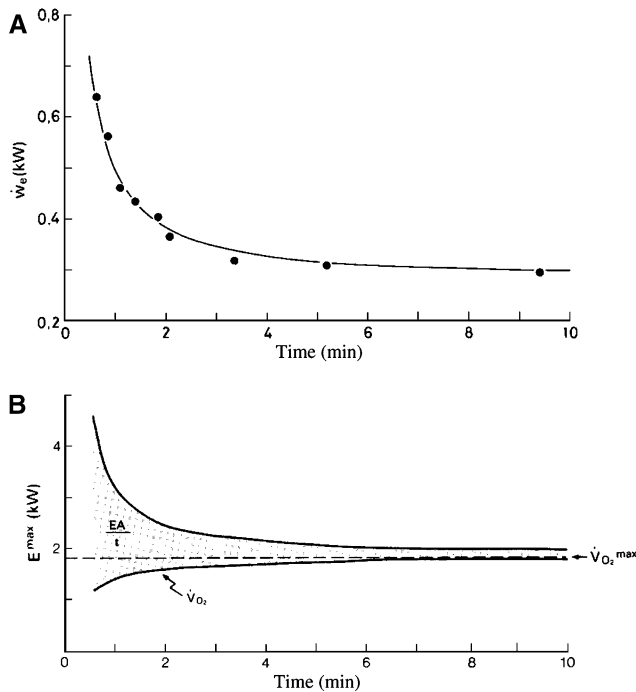 A
0,8
0,6
0,4
0,2
ẇe(kW)
0 2 4 6 8 10
Time (min)
B
4
2
0
E max (kW)
EA
t
V̇O2
V̇O2 max
0 2 4 6 8 10
Time (min)